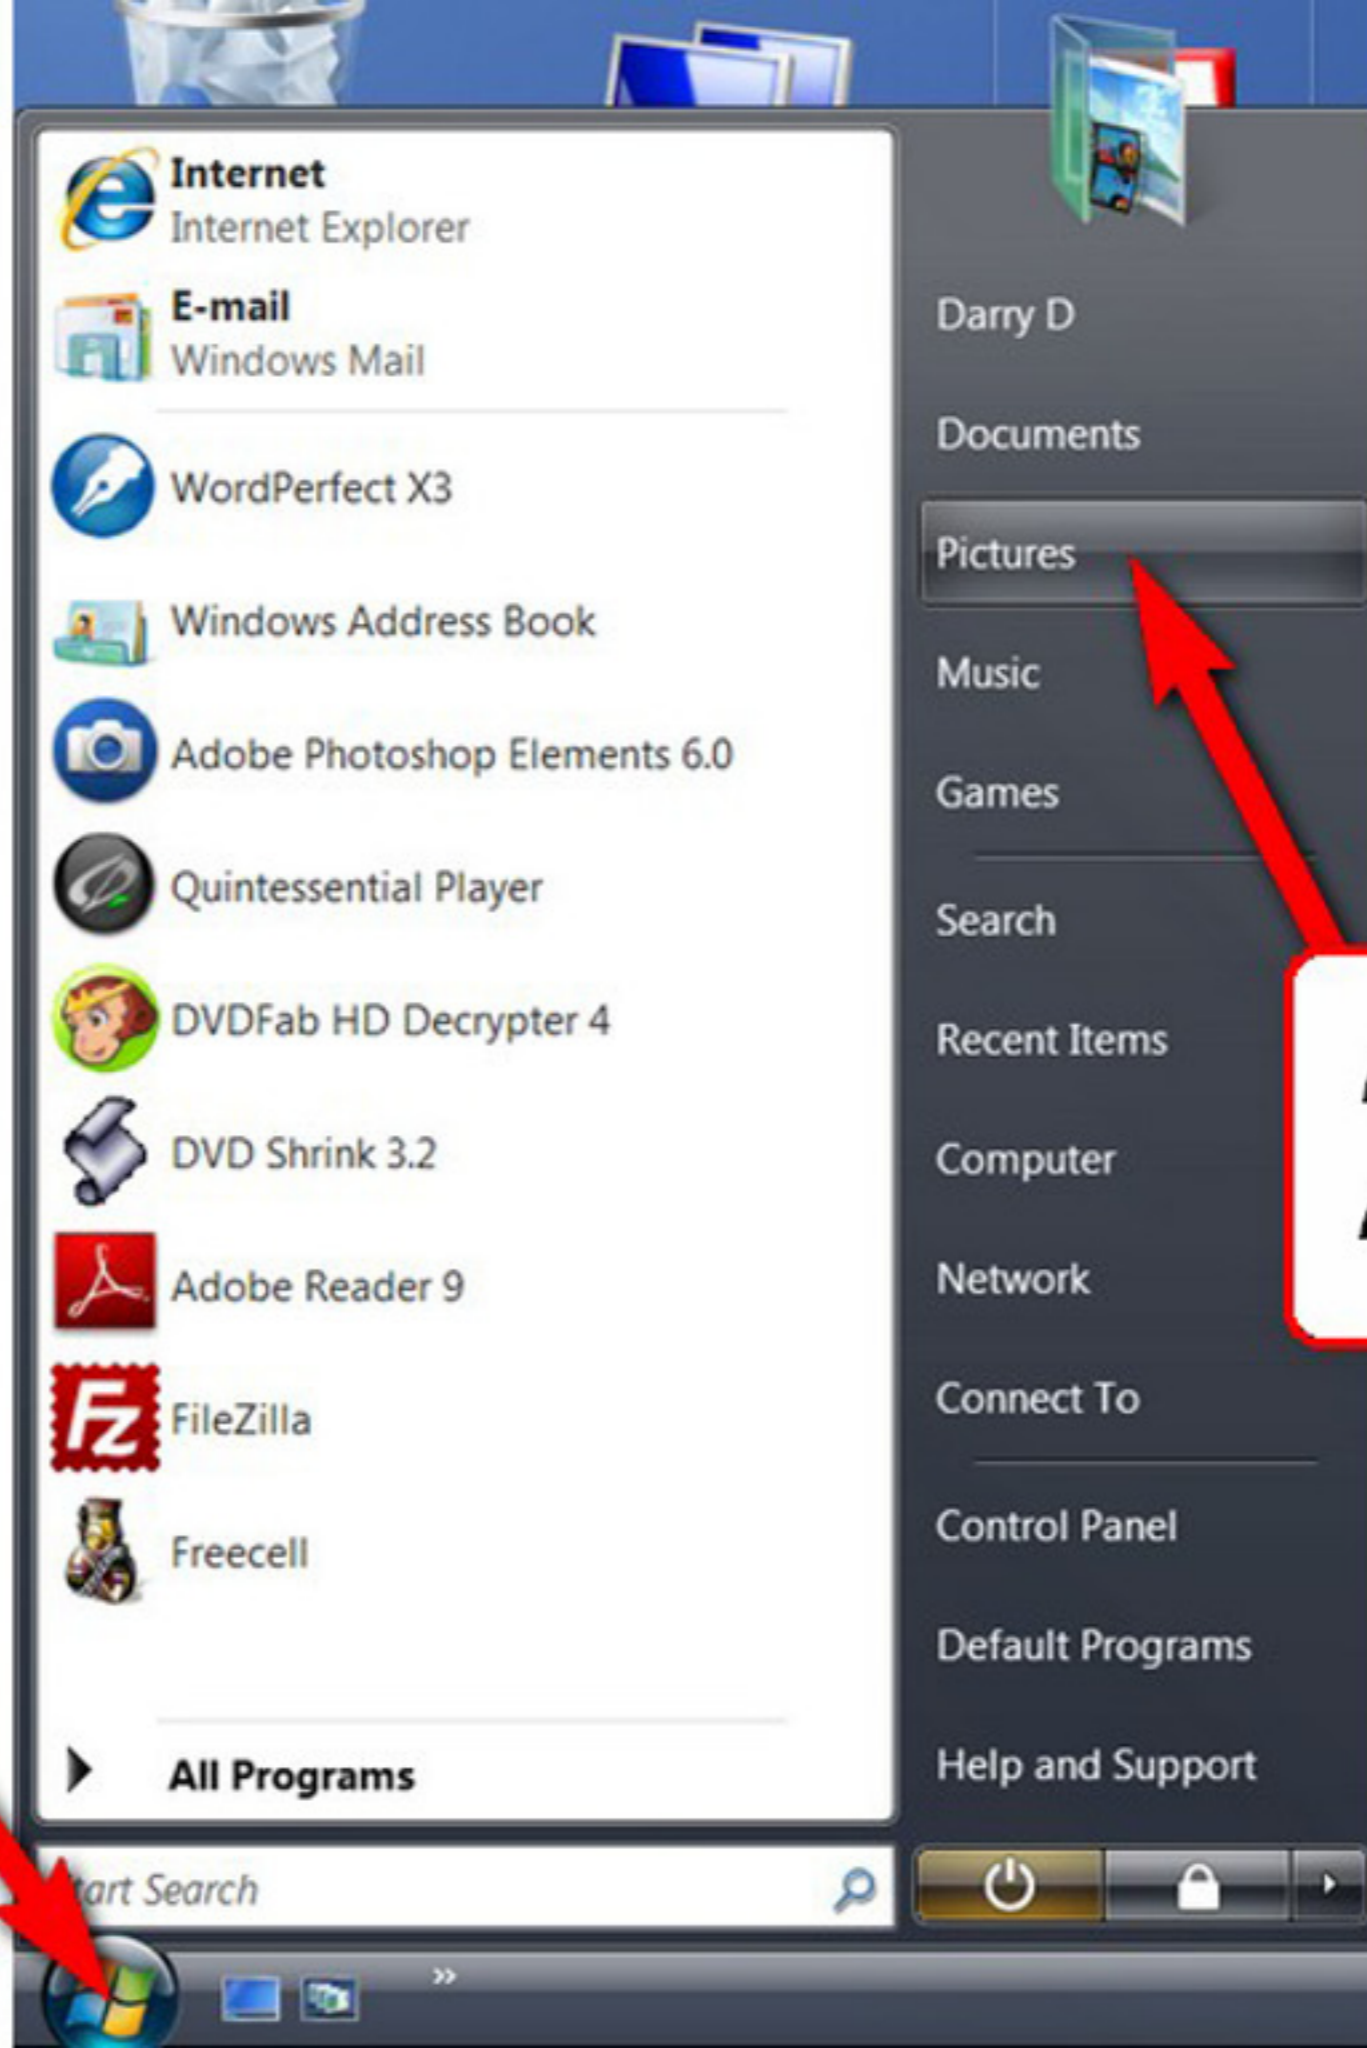 Internet
Internet Explorer
E-mail
Windows Mail
WordPerfect X3
Windows Address Book
Adobe Photoshop Elements 6.0
Quintessential Player
DVDFab HD Decrypter 4
DVD Shrink 3.2
Adobe Reader 9
FileZilla
Freecell
All Programs
tart Search
Darry D
Documents
Pictures
Music
Games
Search
Recent Items
Computer
Network
Connect To
Control Panel
Default Programs
Help and Support